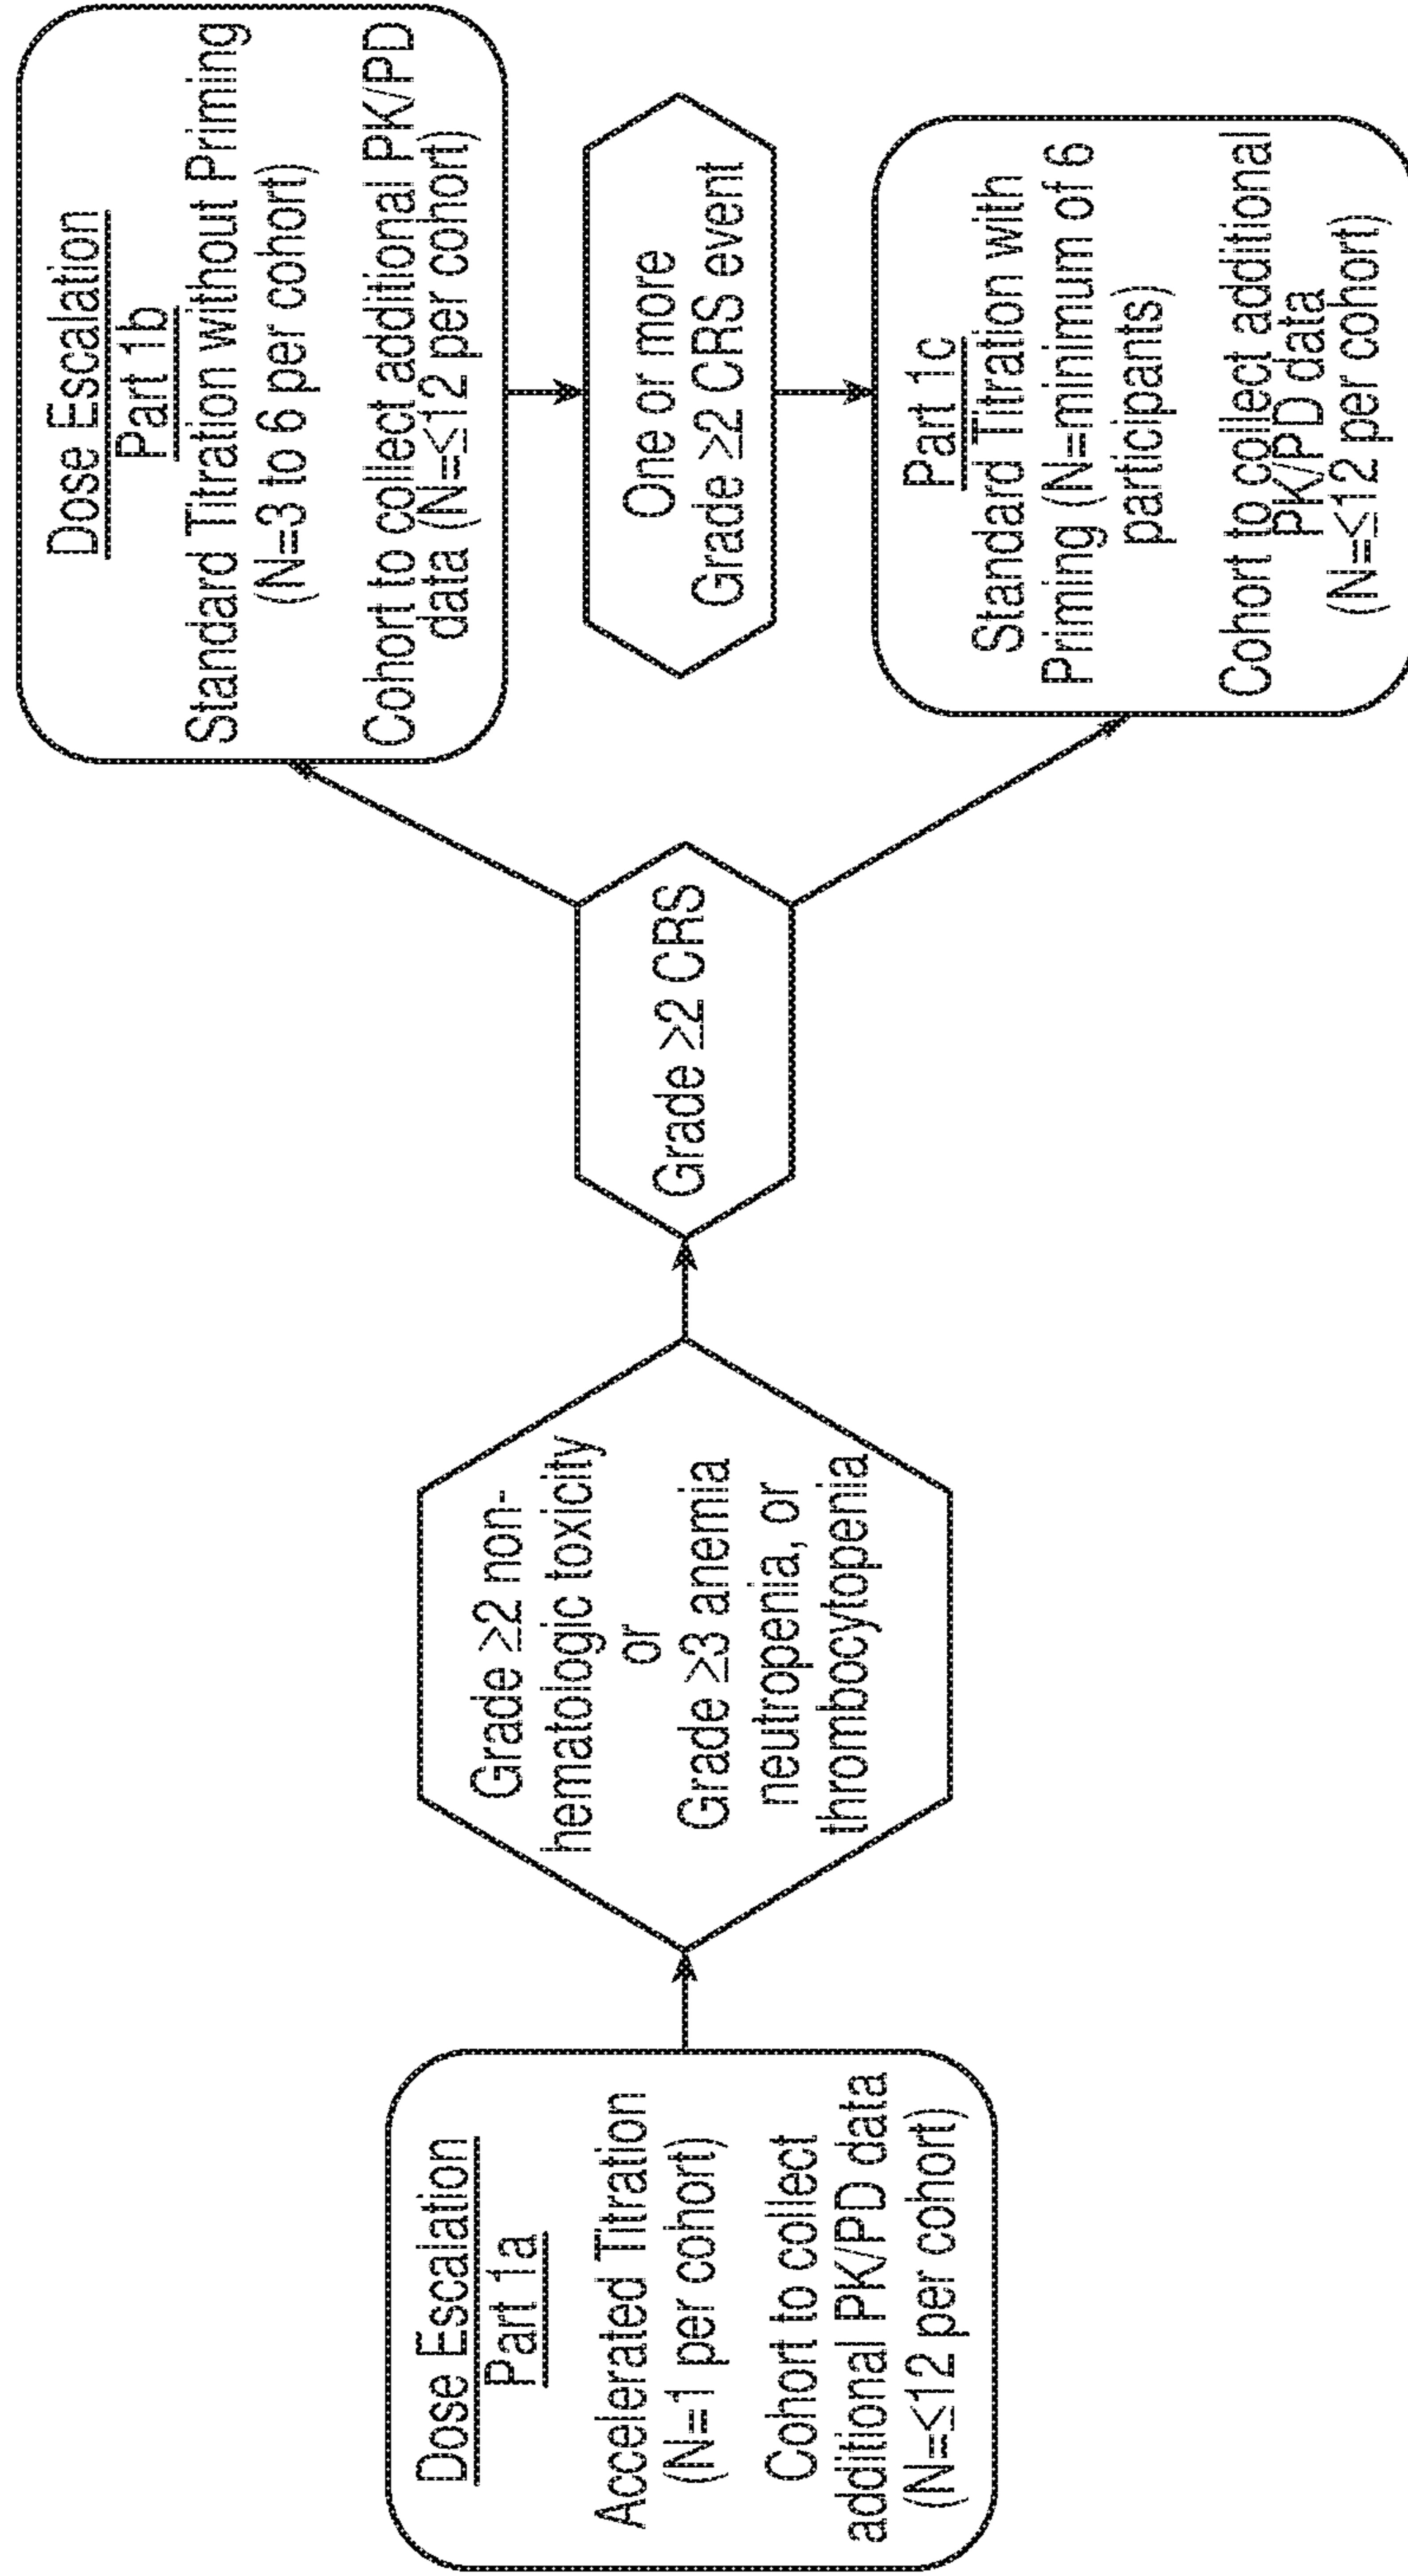 Dose Escalation
Part 1a
Accelerated Titration
(N=1 per cohort)
Cohort to collect
additional PK/PD data
(N=≤12 per cohort)
Grade ≥2 non-
hematologic toxicity
or
Grade ≥3 anemia
neutropenia, or
thrombocytopenia
Grade ≥2 CRS
Dose Escalation
Part 1b
Standard Titration without Priming
(N=3 to 6 per cohort)
Cohort to collect additional PK/PD
data (N=≤12 per cohort)
One or more
Grade ≥2 CRS event
Part 1c
Standard Titration with
Priming (N=minimum of 6
participants)
Cohort to collect additional
PK/PD data
(N=≤12 per cohort)